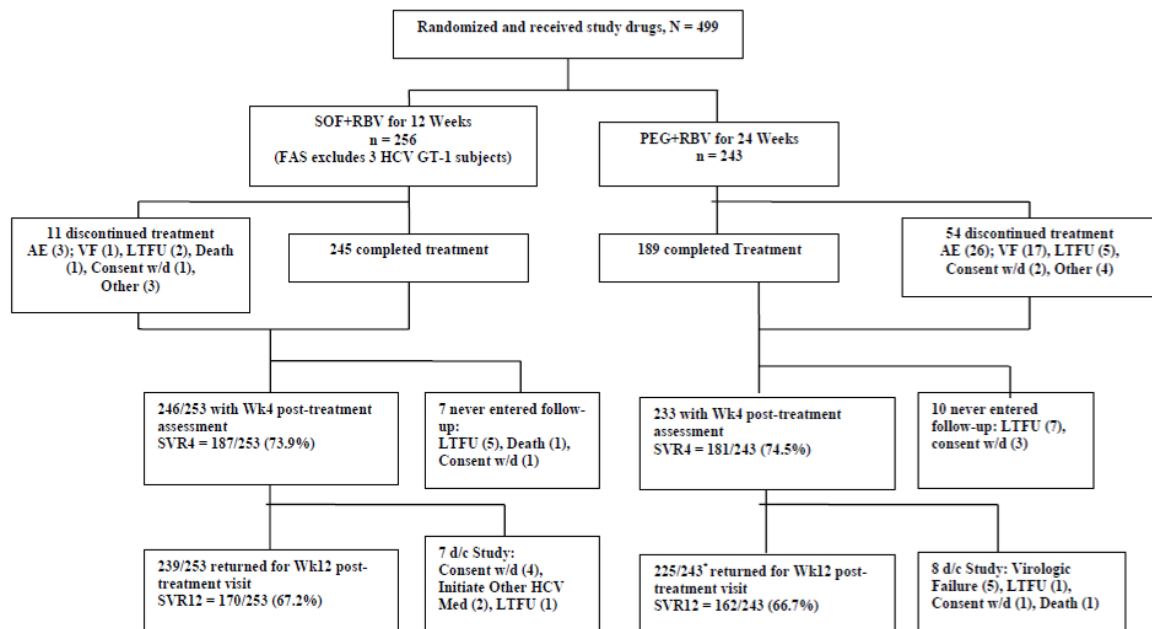 Randomized and received study drugs, N = 499
SOF+RBV for 12 Weeks
n = 256
(FAS excludes 3 HCV GT-1 subjects)
PEG+RBV for 24 Weeks
n = 243
11 discontinued treatment
AE (3); VF (1), LTFU (2), Death
(1), Consent w/d (1),
Other (3)
245 completed treatment
189 completed Treatment
54 discontinued treatment
AE (26); VF (17), LTFU (5),
Consent w/d (2), Other (4)
246/253 with Wk4 post-treatment
assessment
SVR4 = 187/253 (73.9%)
7 never entered follow-
up:
LTFU (5), Death (1),
Consent w/d (1)
233 with Wk4 post-treatment
assessment
SVR4 = 181/243 (74.5%)
10 never entered
follow-up: LTFU (7),
consent w/d (3)
239/253 returned for Wk12 post-
treatment visit
SVR12 = 170/253 (67.2%)
7 d/c Study:
Consent w/d (4),
Initiate Other HCV
Med (2), LTFU (1)
225/243* returned for Wk12 post-
treatment visit
SVR12 = 162/243 (66.7%)
8 d/c Study: Virologic
Failure (5), LTFU (1),
Consent w/d (1), Death (1)